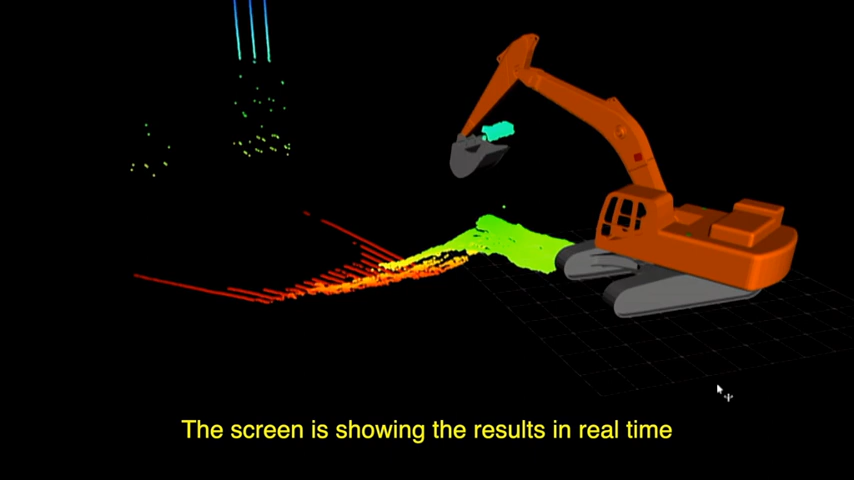 The screen is showing the results in real time